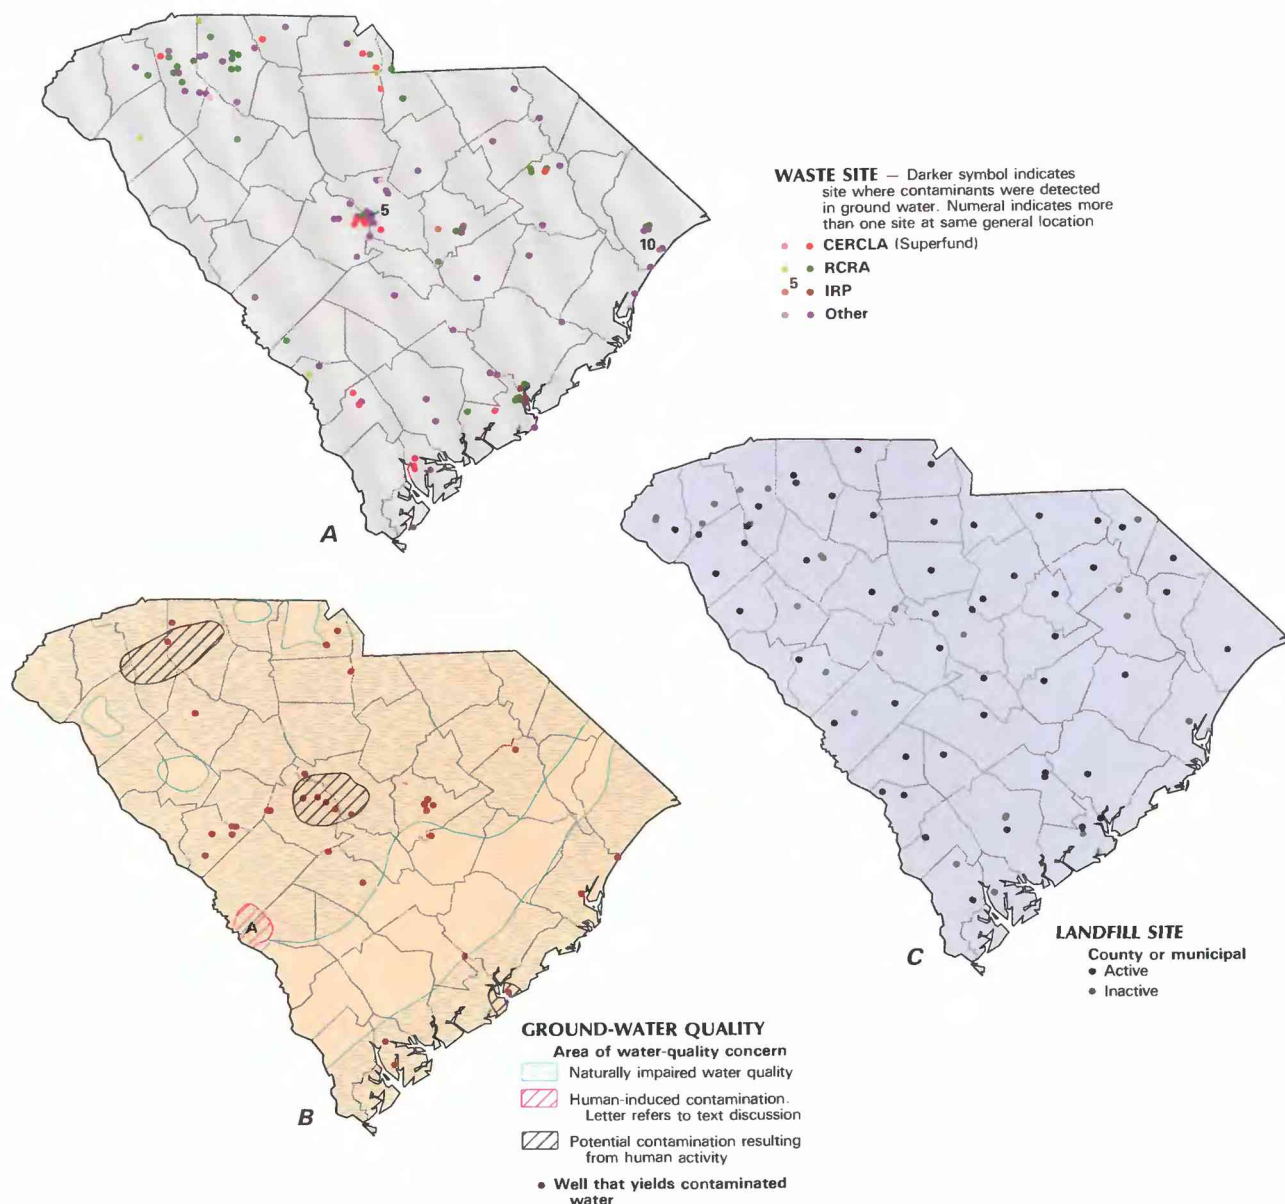 5
10
A
WASTE SITE — Darker symbol indicates
site where contaminants were detected
in ground water. Numeral indicates more
than one site at same general location
CERCLA (Superfund)
RCRA
5
IRP
Other
A
B
GROUND-WATER QUALITY
Area of water-quality concern
Naturally impaired water quality
Human-induced contamination.
Letter refers to text discussion
Potential contamination resulting
from human activity
Well that yields contaminated
water
C
LANDFILL SITE
County or municipal
Active
Inactive